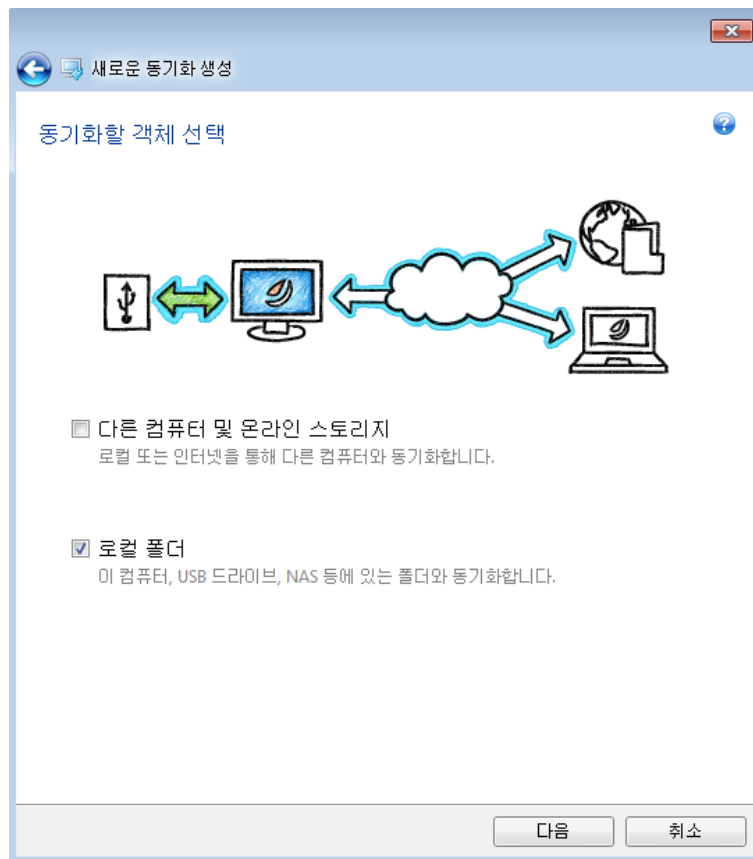 새로운 동기화 생성
동기화할 객체 선택
다른 컴퓨터 및 온라인 스토리지
로컬 또는 인터넷을 통해 다른 컴퓨터와 동기화합니다.
로컬 폴더
이 컴퓨터, USB 드라이브, NAS 등에 있는 폴더와 동기화합니다.
다음 취소